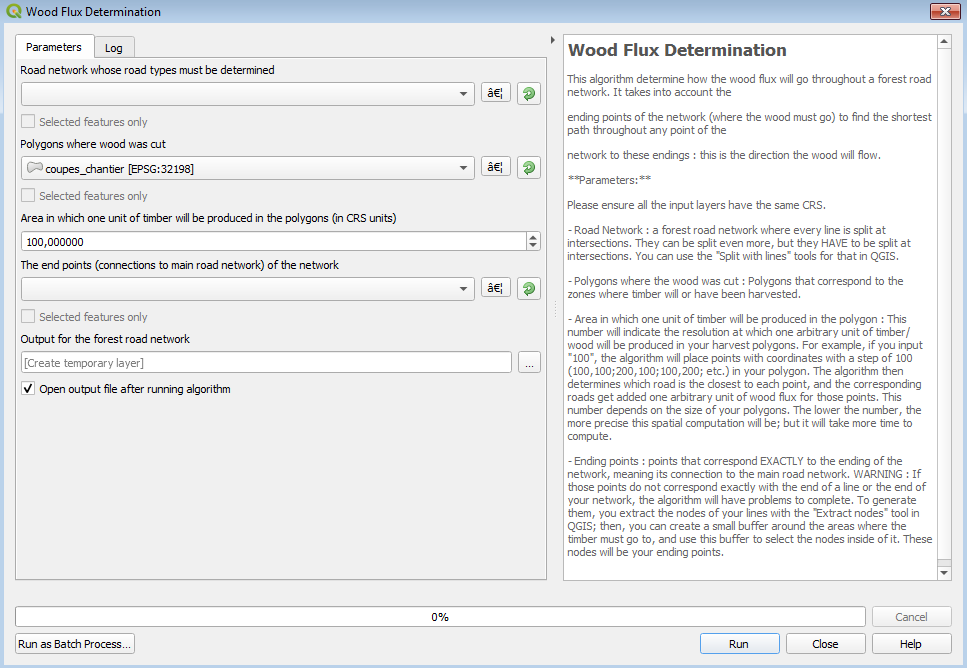 Wood Flux Determination
Parameters
Log
Road network whose road types must be determined
â€¦
Selected features only
Polygons where wood was cut
coupes_chantier [EPSG:32198]
â€¦
Selected features only
Area in which one unit of timber will be produced in the polygons (in CRS units)
100,000000
The end points (connections to main road network) of the network
â€¦
Selected features only
Output for the forest road network
[Create temporary layer]
...
Open output file after running algorithm
Wood Flux Determination
This algorithm determine how the wood flux will go throughout a forest road
network. It takes into account the
ending points of the network (where the wood must go) to find the shortest
path throughout any point of the
network to these endings : this is the direction the wood will flow.
**Parameters:**
Please ensure all the input layers have the same CRS.
- Road Network : a forest road network where every line is split at
intersections. They can be split even more, but they HAVE to be split at
intersections. You can use the "Split with lines" tools for that in QGIS.
- Polygons where the wood was cut : Polygons that correspond to the
zones where timber will or have been harvested.
- Area in which one unit of timber will be produced in the polygon : This
number will indicate the resolution at which one arbitrary unit of timber/
wood will be produced in your harvest polygons. For example, if you input
"100", the algorithm will place points with coordinates with a step of 100
(100,100;200,100;100,200; etc.) in your polygon. The algorithm then
determines which road is the closest to each point, and the corresponding
roads get added one arbitrary unit of wood flux for those points. This
number depends on the size of your polygons. The lower the number, the
more precise this spatial computation will be; but it will take more time to
compute.
- Ending points : points that correspond EXACTLY to the ending of the
network, meaning its connection to the main road network. WARNING : If
those points do not correspond exactly with the end of a line or the end of
your network, the algorithm will have problems to complete. To generate
them, you extract the nodes of your lines with the "Extract nodes" tool in
QGIS; then, you can create a small buffer around the areas where the
timber must go to, and use this buffer to select the nodes inside of it. These
nodes will be your ending points.
0%
Cancel
Run as Batch Process...
Run
Close
Help